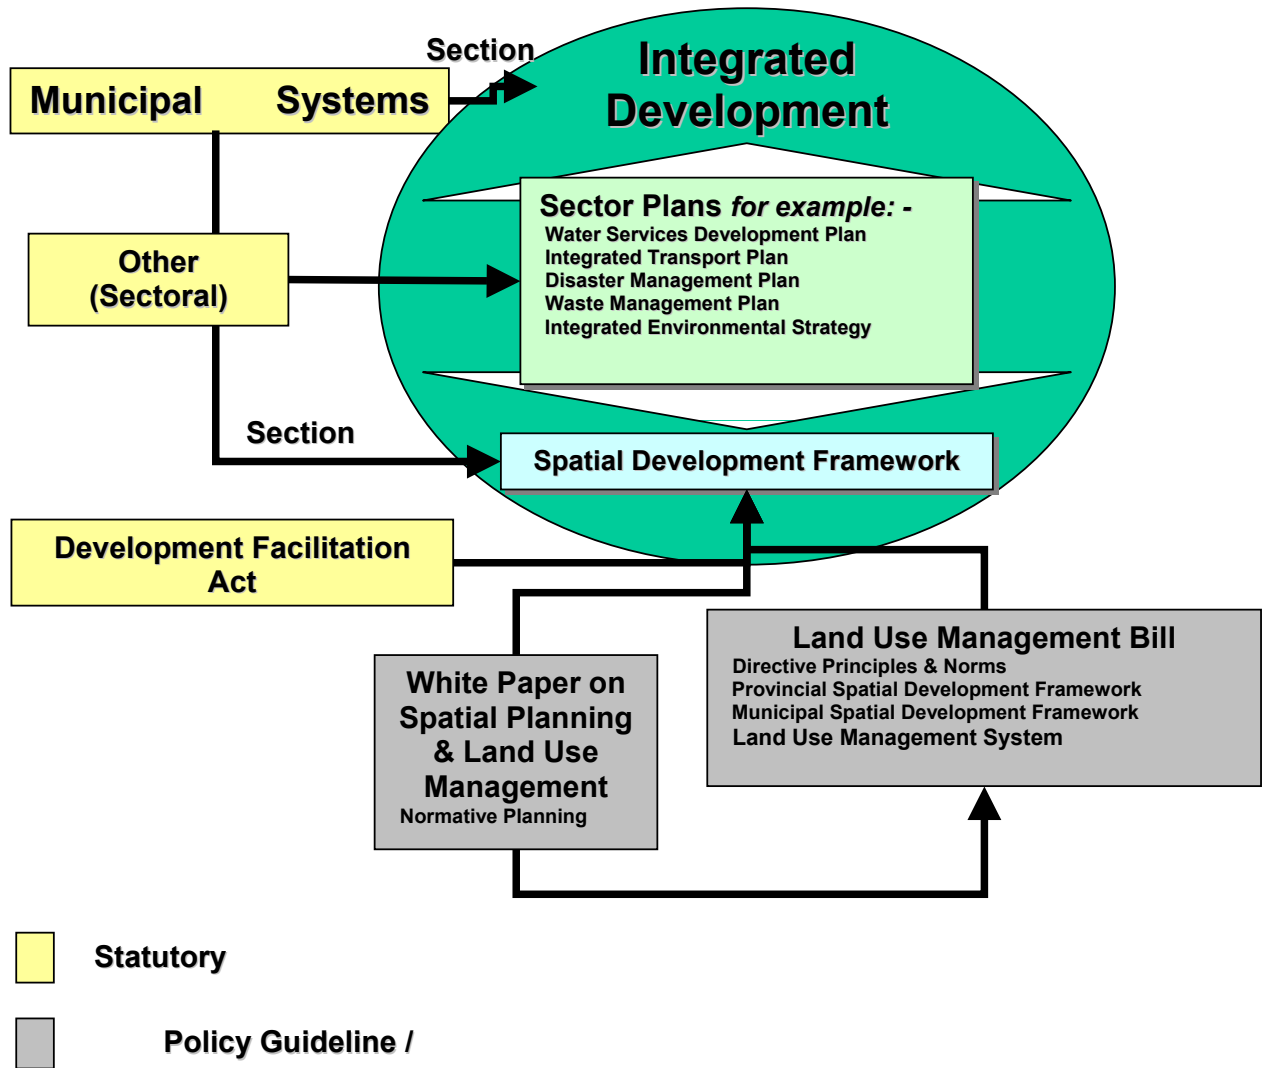 Section
Integrated
Development
Municipal Systems
Sector Plans for example: -
Water Services Development Plan
Integrated Transport Plan
Disaster Management Plan
Waste Management Plan
Integrated Environmental Strategy
Other
(Sectoral)
Section
Spatial Development Framework
Development Facilitation
Act
White Paper on
Spatial Planning
& Land Use
Management
Normative Planning
Land Use Management Bill
Directive Principles & Norms
Provincial Spatial Development Framework
Municipal Spatial Development Framework
Land Use Management System
Statutory
Policy Guideline /